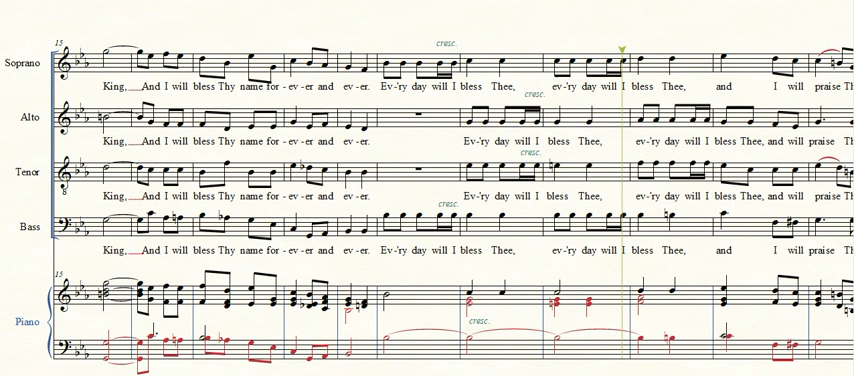 cresc.
15
Soprano
King, And I will bless Thy name for - ev - er and ev - er. Ev-'ry day will I bless Thee, ev-'ry day will I bless Thee, and I will praise Th
cresc.
Alto
King, And I will bless Thy name for - ev - er and ev - er. Ev-'ry day will I bless Thee, ev-'ry day will I bless Thee, and will praise Th
cresc.
Tenor
8
King, And I will bless Thy name for - ev - er and ev - er. Ev-'ry day will I bless Thee, ev-'ry day will I bless Thee, and will praise Th
cresc.
Bass
King, And I will bless Thy name for - ev - er and ev - er. Ev-'ry day will I bless Thee, ev-'ry day will I bless Thee, and I will praise Th
15
Piano
cresc.